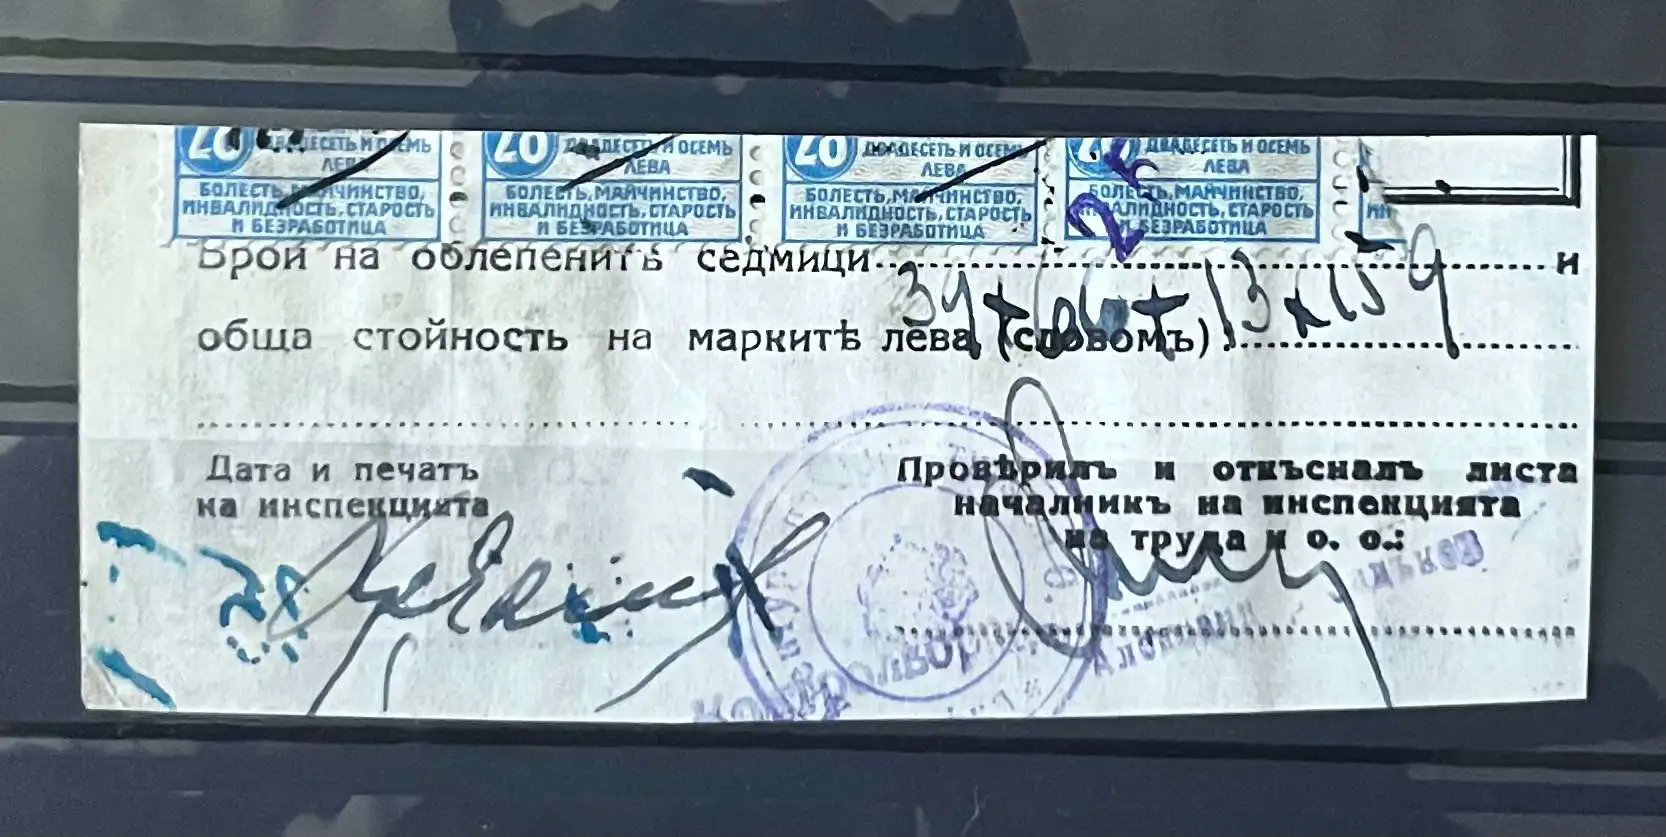 ДВАДЕСЕТЬ И ОСЕМЬ ЛЕВА
БОЛЕСТЬ, МАЙЧИНСТВО,
ИНВАЛИДНОСТЬ, СТАРОСТЬ
И БЕЗРАБОТИЦА
ДВАДЕСЕТЬ И ОСЕМЬ
ЛЕВА
БОЛЕСТЬ, МАЙЧИНСТВО,
ИНВАЛИДНОСТЬ, СТАРОСТЬ
И БЕЗРАБОТИЦА
ДВАДЕСЕТЬ И ОСЕМЬ
ЛЕВА
БОЛЕСТЬ, МАЙЧИНСТВО,
ИНВАЛИДНОСТЬ, СТАРОСТЬ
И БЕЗРАБОТИЦА
ДВАДЕСЕТЬ И ОСЕМЬ
ЛЕВА
БОЛЕСТЬ, МАЙЧИНСТВО,
ИНВАЛИДНОСТЬ, СТАРОСТЬ
И БЕЗРАБОТИЦА
Брой на облепенитѣ седмици и
обща стойность на маркитѣ лева (словомъ)
Дата и печатъ
на инспекцията
Провѣрилъ и откъсналъ листа
началникъ на инспекцията
на труда и о. о.:
Контрольор